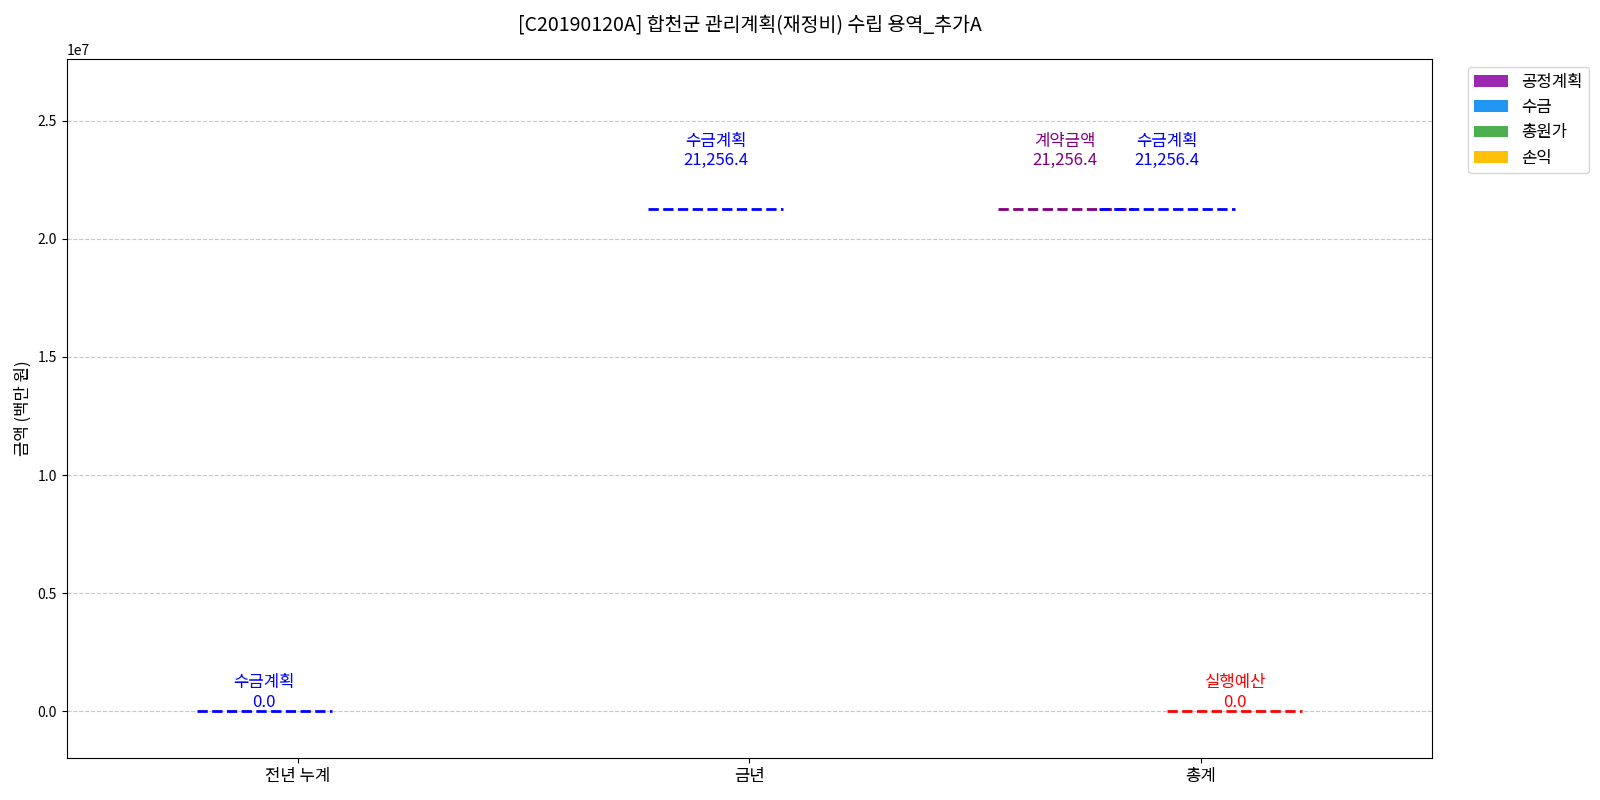 [C20190120A] 합천군 관리계획(재정비) 수립 용역_추가A
1e7
금액 (백만 원)
2.5
2.0
1.5
1.0
0.5
0.0
수금계획
21,256.4
계약금액
21,256.4
수금계획
21,256.4
수금계획
0.0
실행예산
0.0
전년 누계
금년
총계
공정계획
수금
총원가
손익